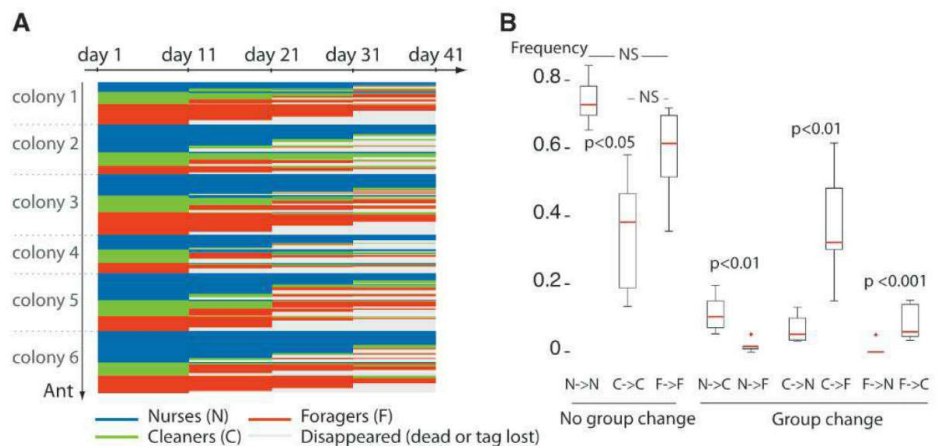 A
day 1 day 11 day 21 day 31 day 41
colony 1
colony 2
colony 3
colony 4
colony 5
colony 6
Ant
Nurses (N) Foragers (F)
Cleaners (C) Disappeared (dead or tag lost)
B
Frequency
NS
0.8
NS
p<0.05
p<0.01
0.6
0.4
p<0.01
p<0.001
0.2
0
N->N C->C F->F N->C N->F C->N C->F F->N F->C
No group change Group change